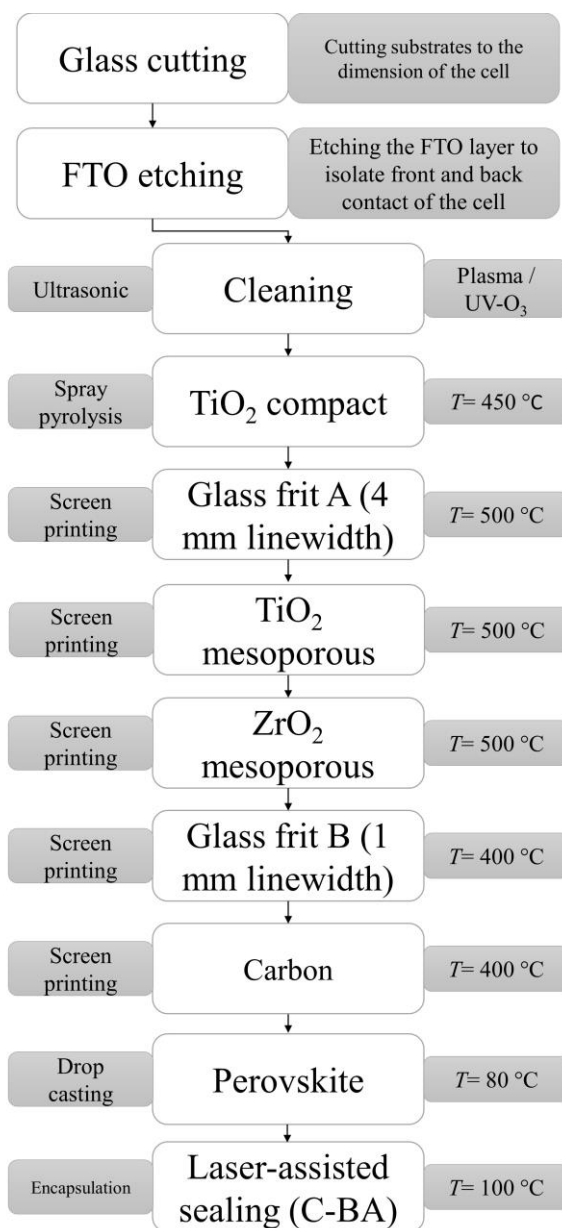 Glass cutting
Cutting substrates to the
dimension of the cell
FTO etching
Etching the FTO layer to
isolate front and back
contact of the cell
Ultrasonic
Cleaning
Plasma /
UV-O₃
Spray
pyrolysis
TiO₂ compact
T= 450 °C
Screen
printing
Glass frit A (4
mm linewidth)
T= 500 °C
Screen
printing
TiO₂
mesoporous
T= 500 °C
Screen
printing
ZrO₂
mesoporous
T= 500 °C
Screen
printing
Glass frit B (1
mm linewidth)
T= 400 °C
Screen
printing
Carbon
T= 400 °C
Drop
casting
Perovskite
T= 80 °C
Encapsulation
Laser-assisted
sealing (C-BA)
T= 100 °C